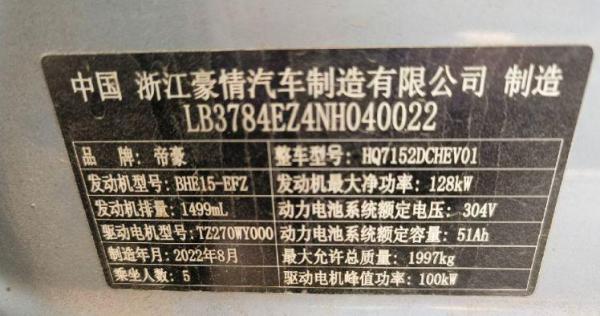 中国 浙江豪情汽车制造有限公司 制造
LB3784EZ4NH040022
品 牌:帝豪 整车型号:HQ7152DCHEV01
发动机型号:BHE15-EFZ 发动机最大净功率:128kW
发动机排量:1499mL 动力电池系统额定电压:304V
驱动电机型号:TZ270WY000 动力电池系统额定容量:51Ah
制造年月:2022年8月 最大允许总质量:1997kg
乘坐人数:5 驱动电机峰值功率:100kW